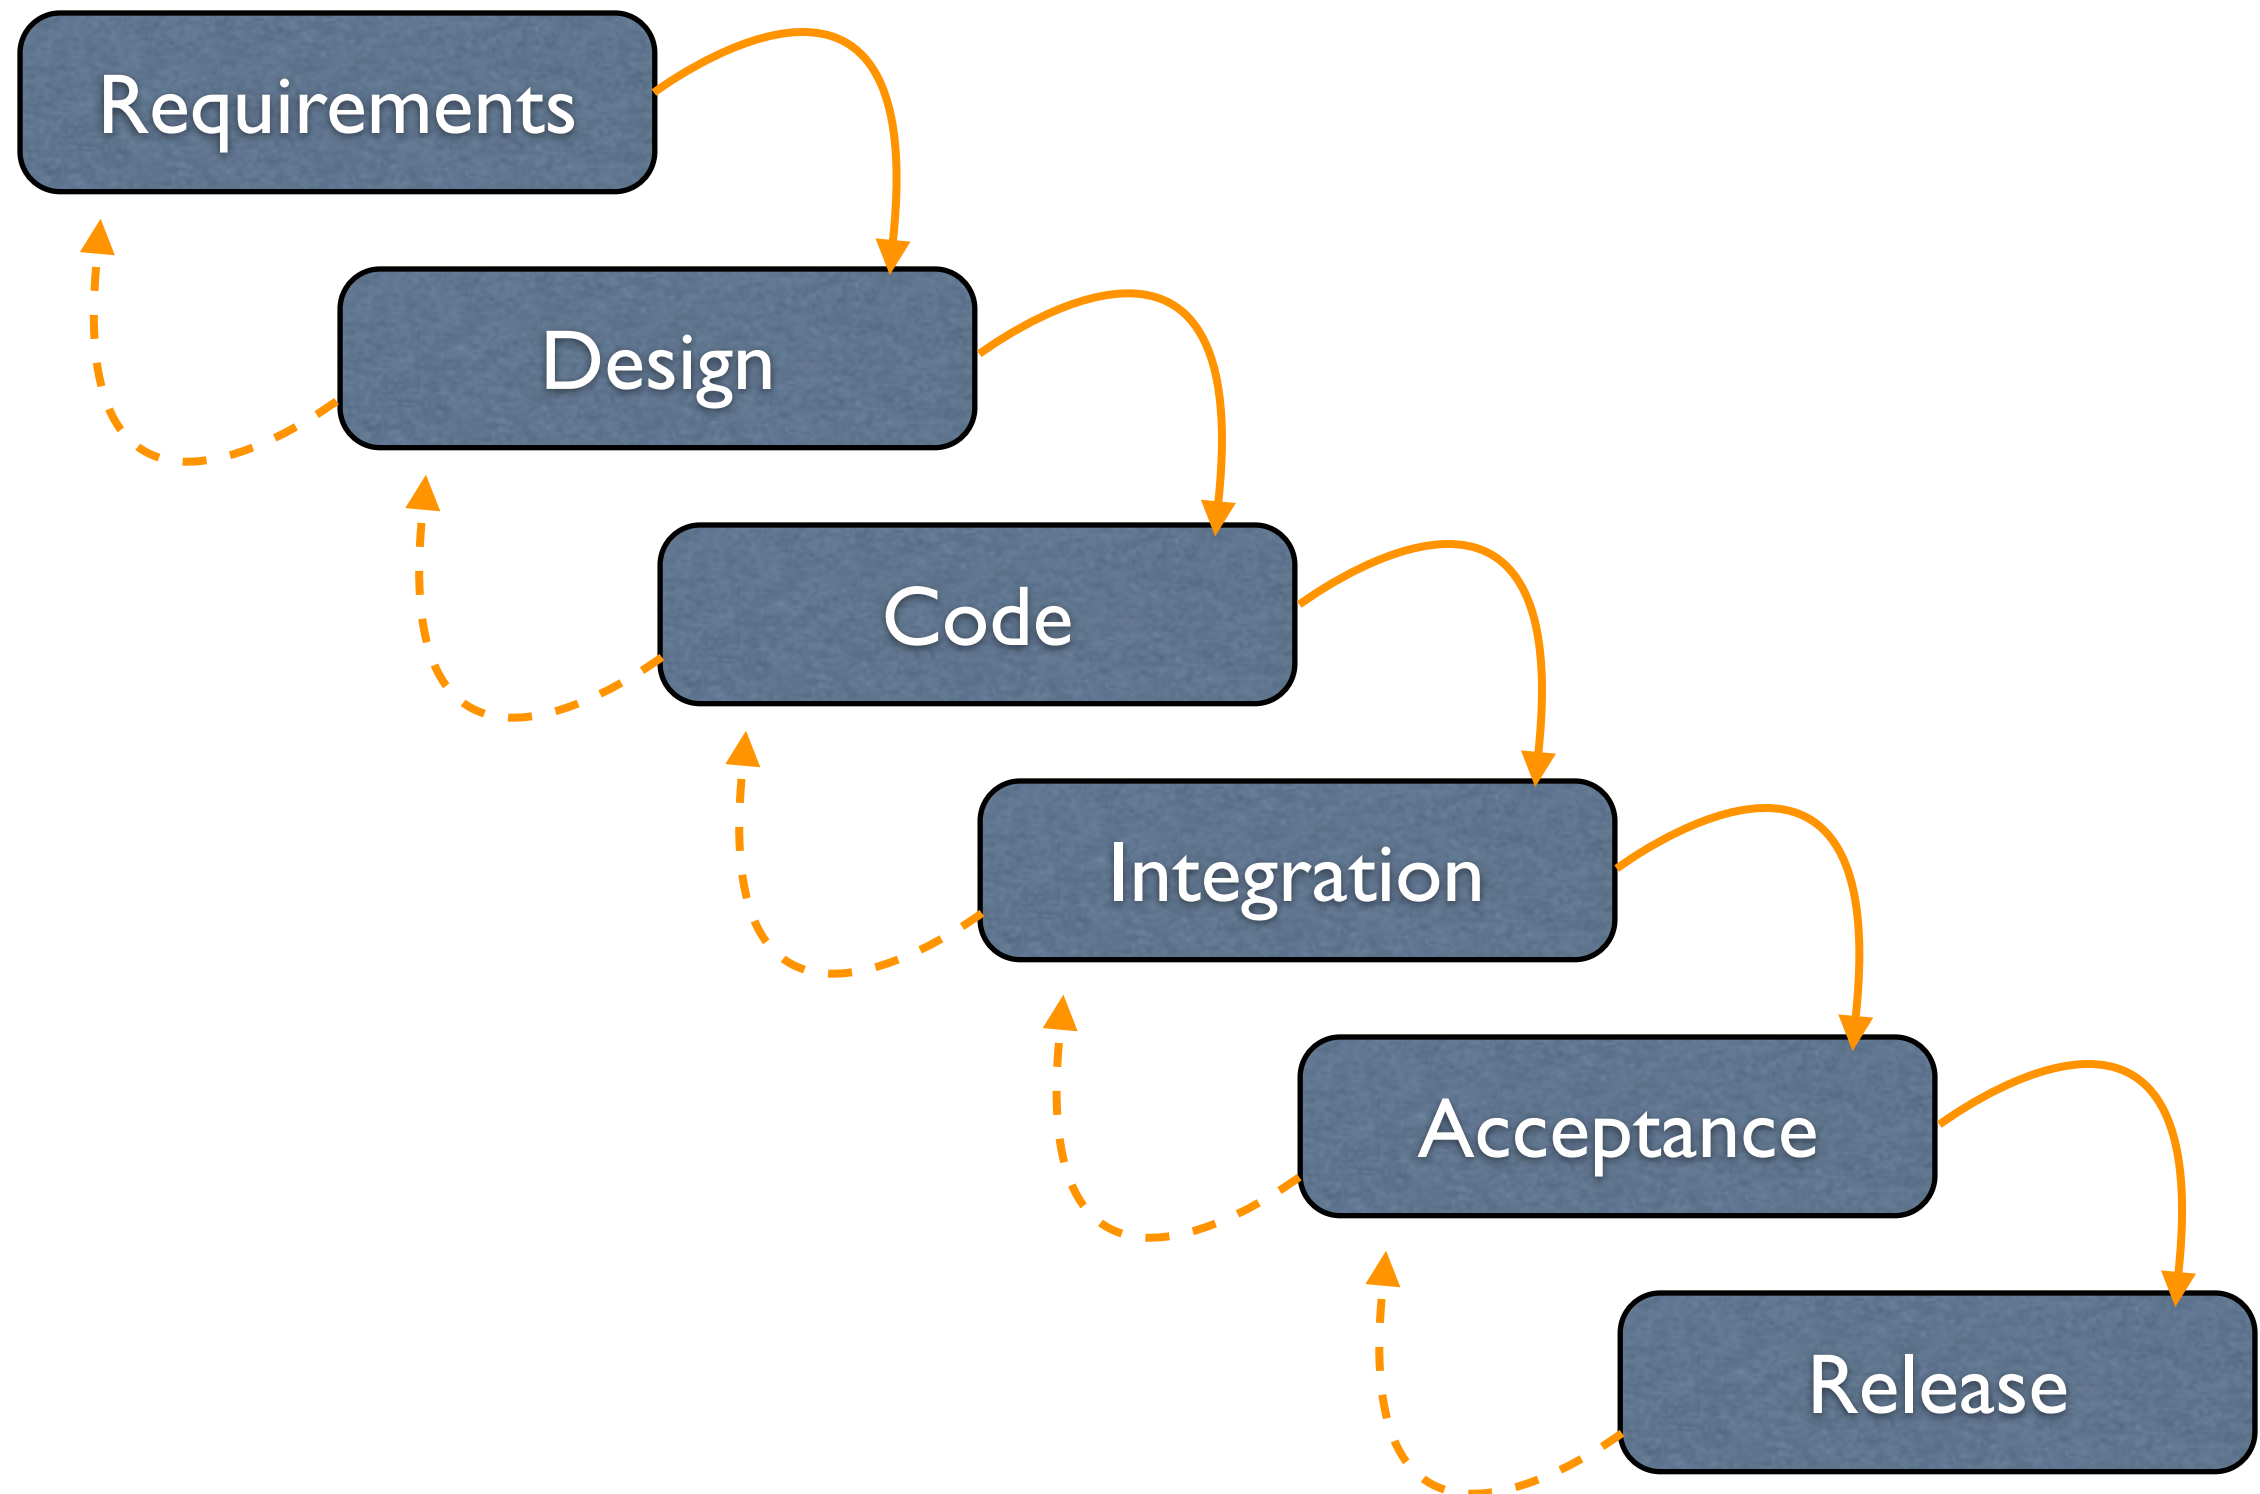 Requirements
Design
Code
Integration
Acceptance
Release